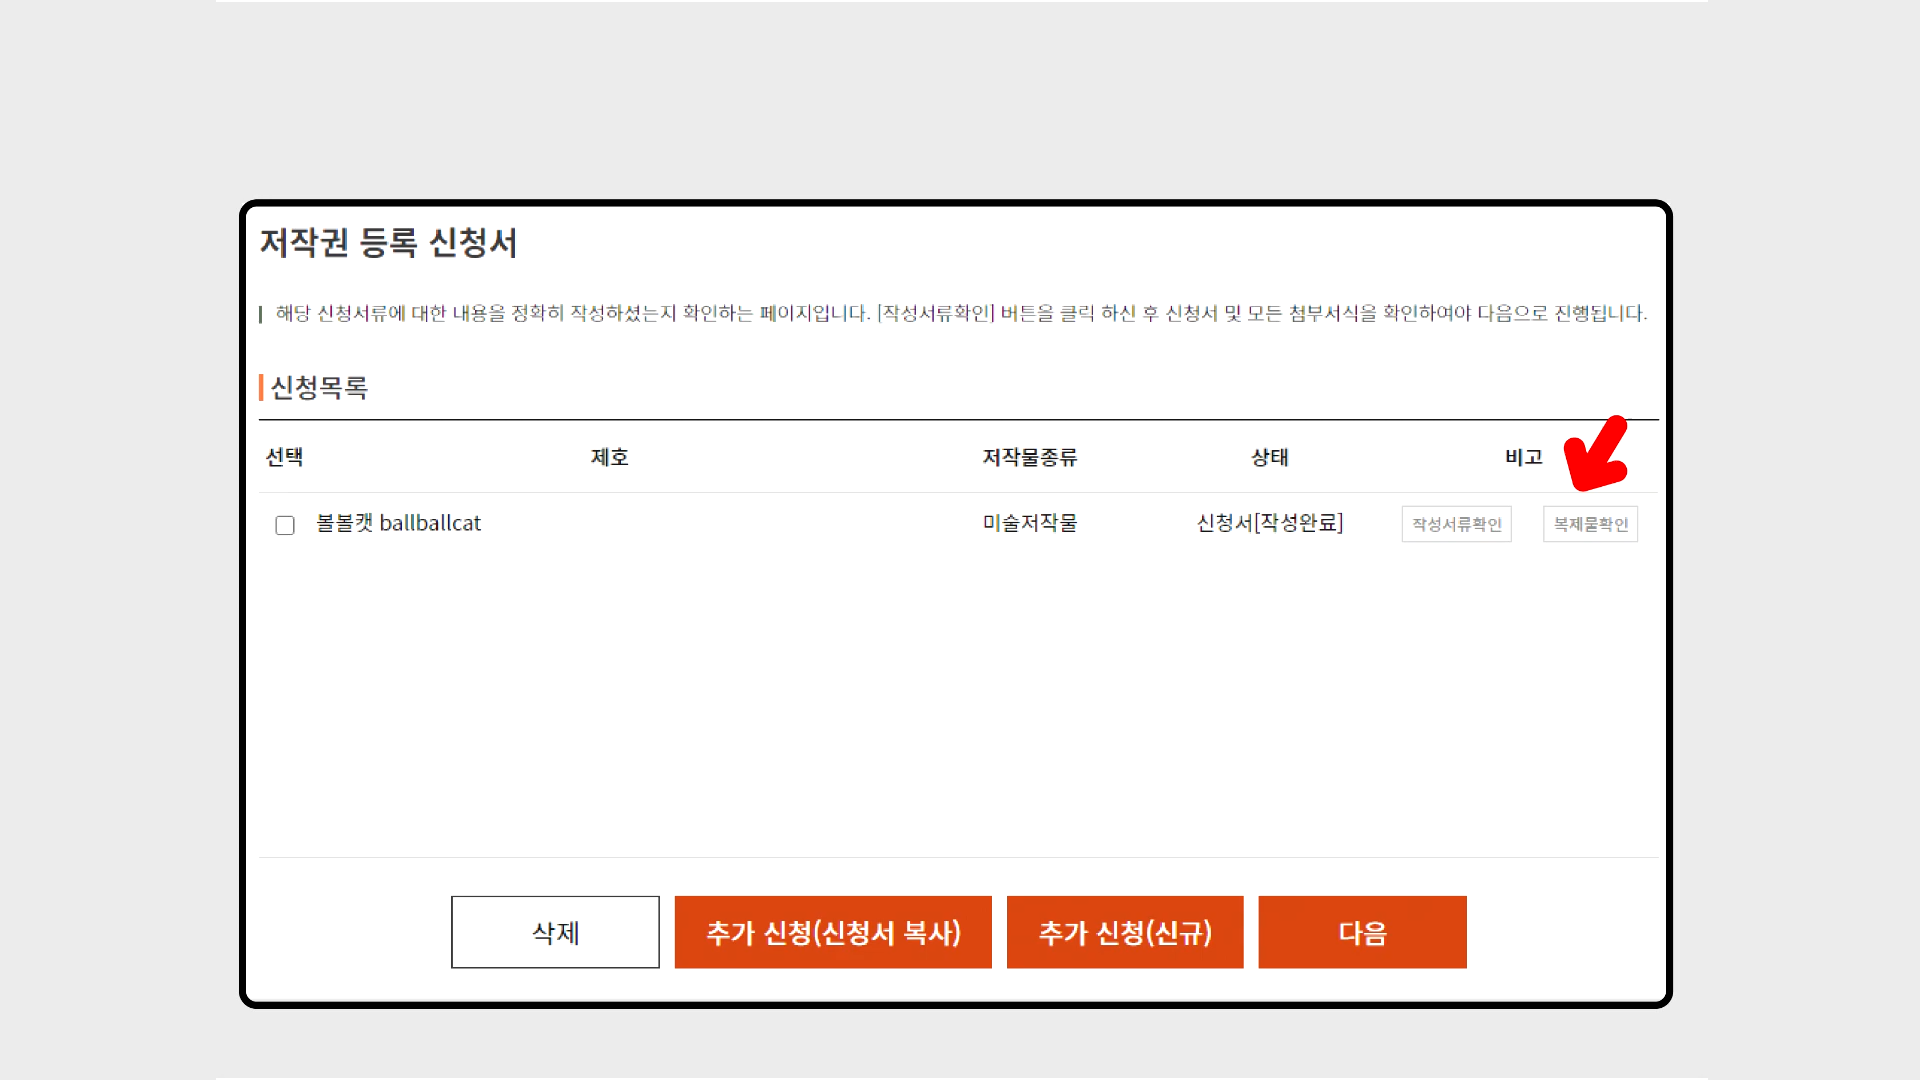 저작권 등록 신청서
해당 신청서류에 대한 내용을 정확히 작성하셨는지 확인하는 페이지입니다. [작성서류확인] 버튼을 클릭 하신 후 신청서 및 모든 첨부서식을 확인하여야 다음으로 진행됩니다.
신청목록
선택 제호 저작물종류 상태 비고
볼볼캣 ballballcat 미술저작물 신청서[작성완료] 작성서류확인 복제물확인
삭제 추가 신청(신청서 복사) 추가 신청(신규) 다음